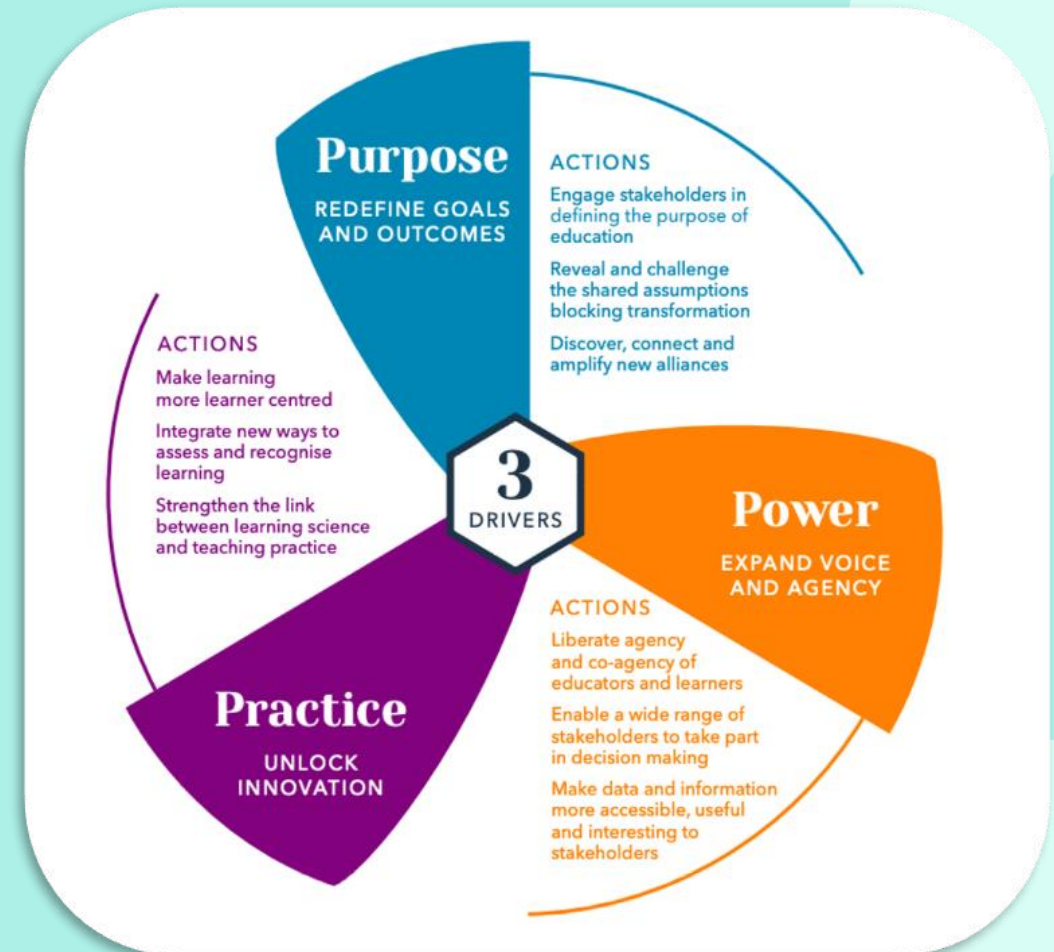 Purpose
REDEFINE GOALS
AND OUTCOMES
ACTIONS
Engage stakeholders in
defining the purpose of
education
Reveal and challenge
the shared assumptions
blocking transformation
Discover, connect and
amplify new alliances
3
DRIVERS
Power
EXPAND VOICE
AND AGENCY
ACTIONS
Liberate agency
and co-agency of
educators and learners
Enable a wide range of
stakeholders to take part
in decision making
Make data and information
more accessible, useful
and interesting to
stakeholders
Practice
UNLOCK
INNOVATION
ACTIONS
Make learning
more learner centred
Integrate new ways to
assess and recognise
learning
Strengthen the link
between learning science
and teaching practice